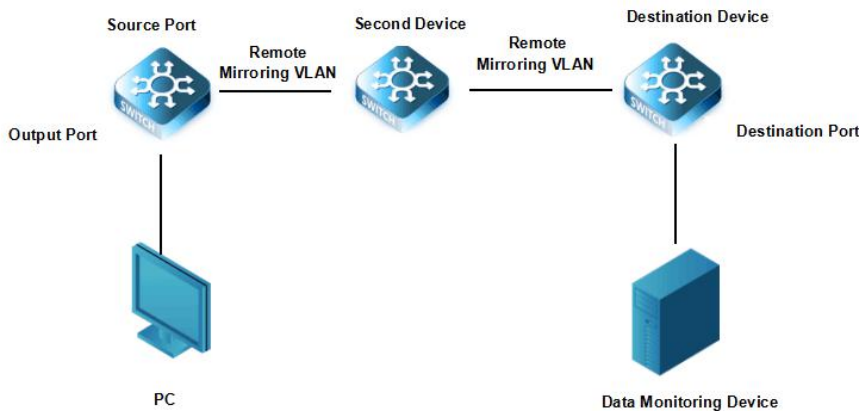 Source Port
Second Device
Destination Device
Remote
Mirroring VLAN
Remote
Mirroring VLAN
SWITCH
SWITCH
SWITCH
Output Port
Destination Port
PC
Data Monitoring Device